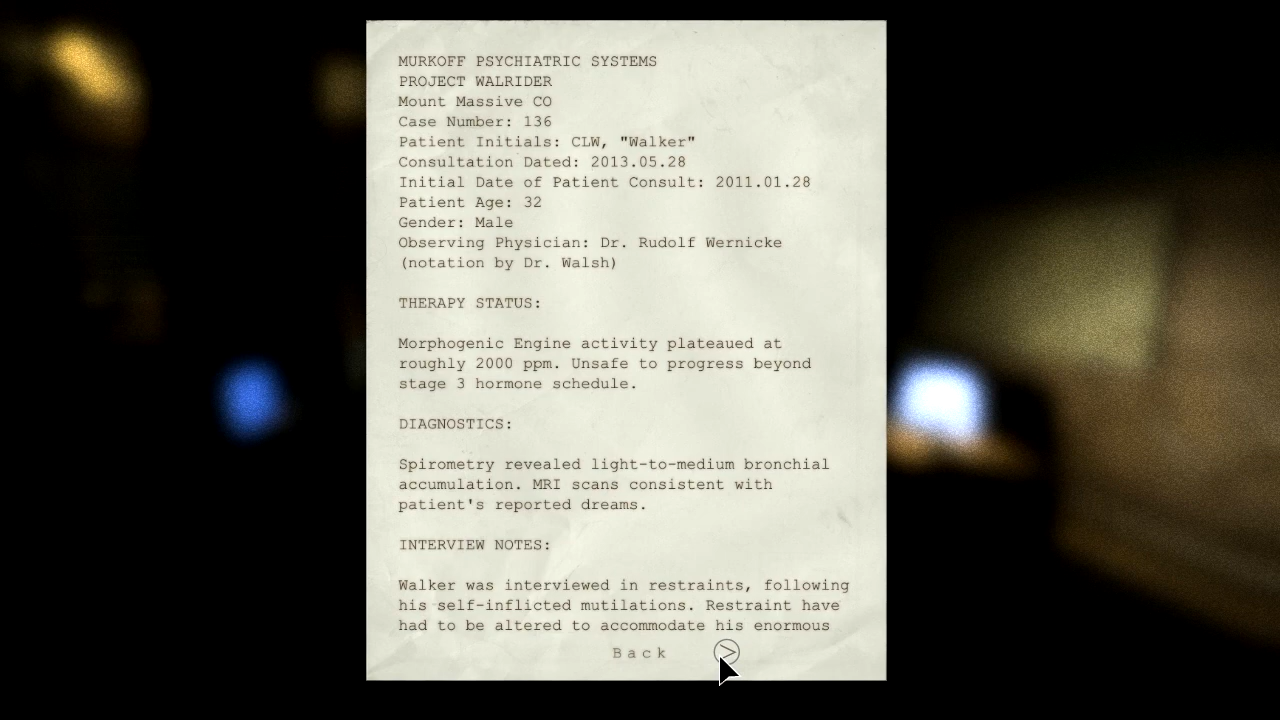 MURKOFF PSYCHIATRIC SYSTEMS
PROJECT WALRIDER
Mount Massive CO
Case Number: 136
Patient Initials: CLW, "Walker"
Consultation Dated: 2013.05.28
Initial Date of Patient Consult: 2011.01.28
Patient Age: 32
Gender: Male
Observing Physician: Dr. Rudolf Wernicke
(notation by Dr. Walsh)
THERAPY STATUS:
Morphogenic Engine activity plateaued at
roughly 2000 ppm. Unsafe to progress beyond
stage 3 hormone schedule.
DIAGNOSTICS:
Spirometry revealed light-to-medium bronchial
accumulation. MRI scans consistent with
patient's reported dreams.
INTERVIEW NOTES:
Walker was interviewed in restraints, following
his self-inflicted mutilations. Restraint have
had to be altered to accommodate his enormous
Back >